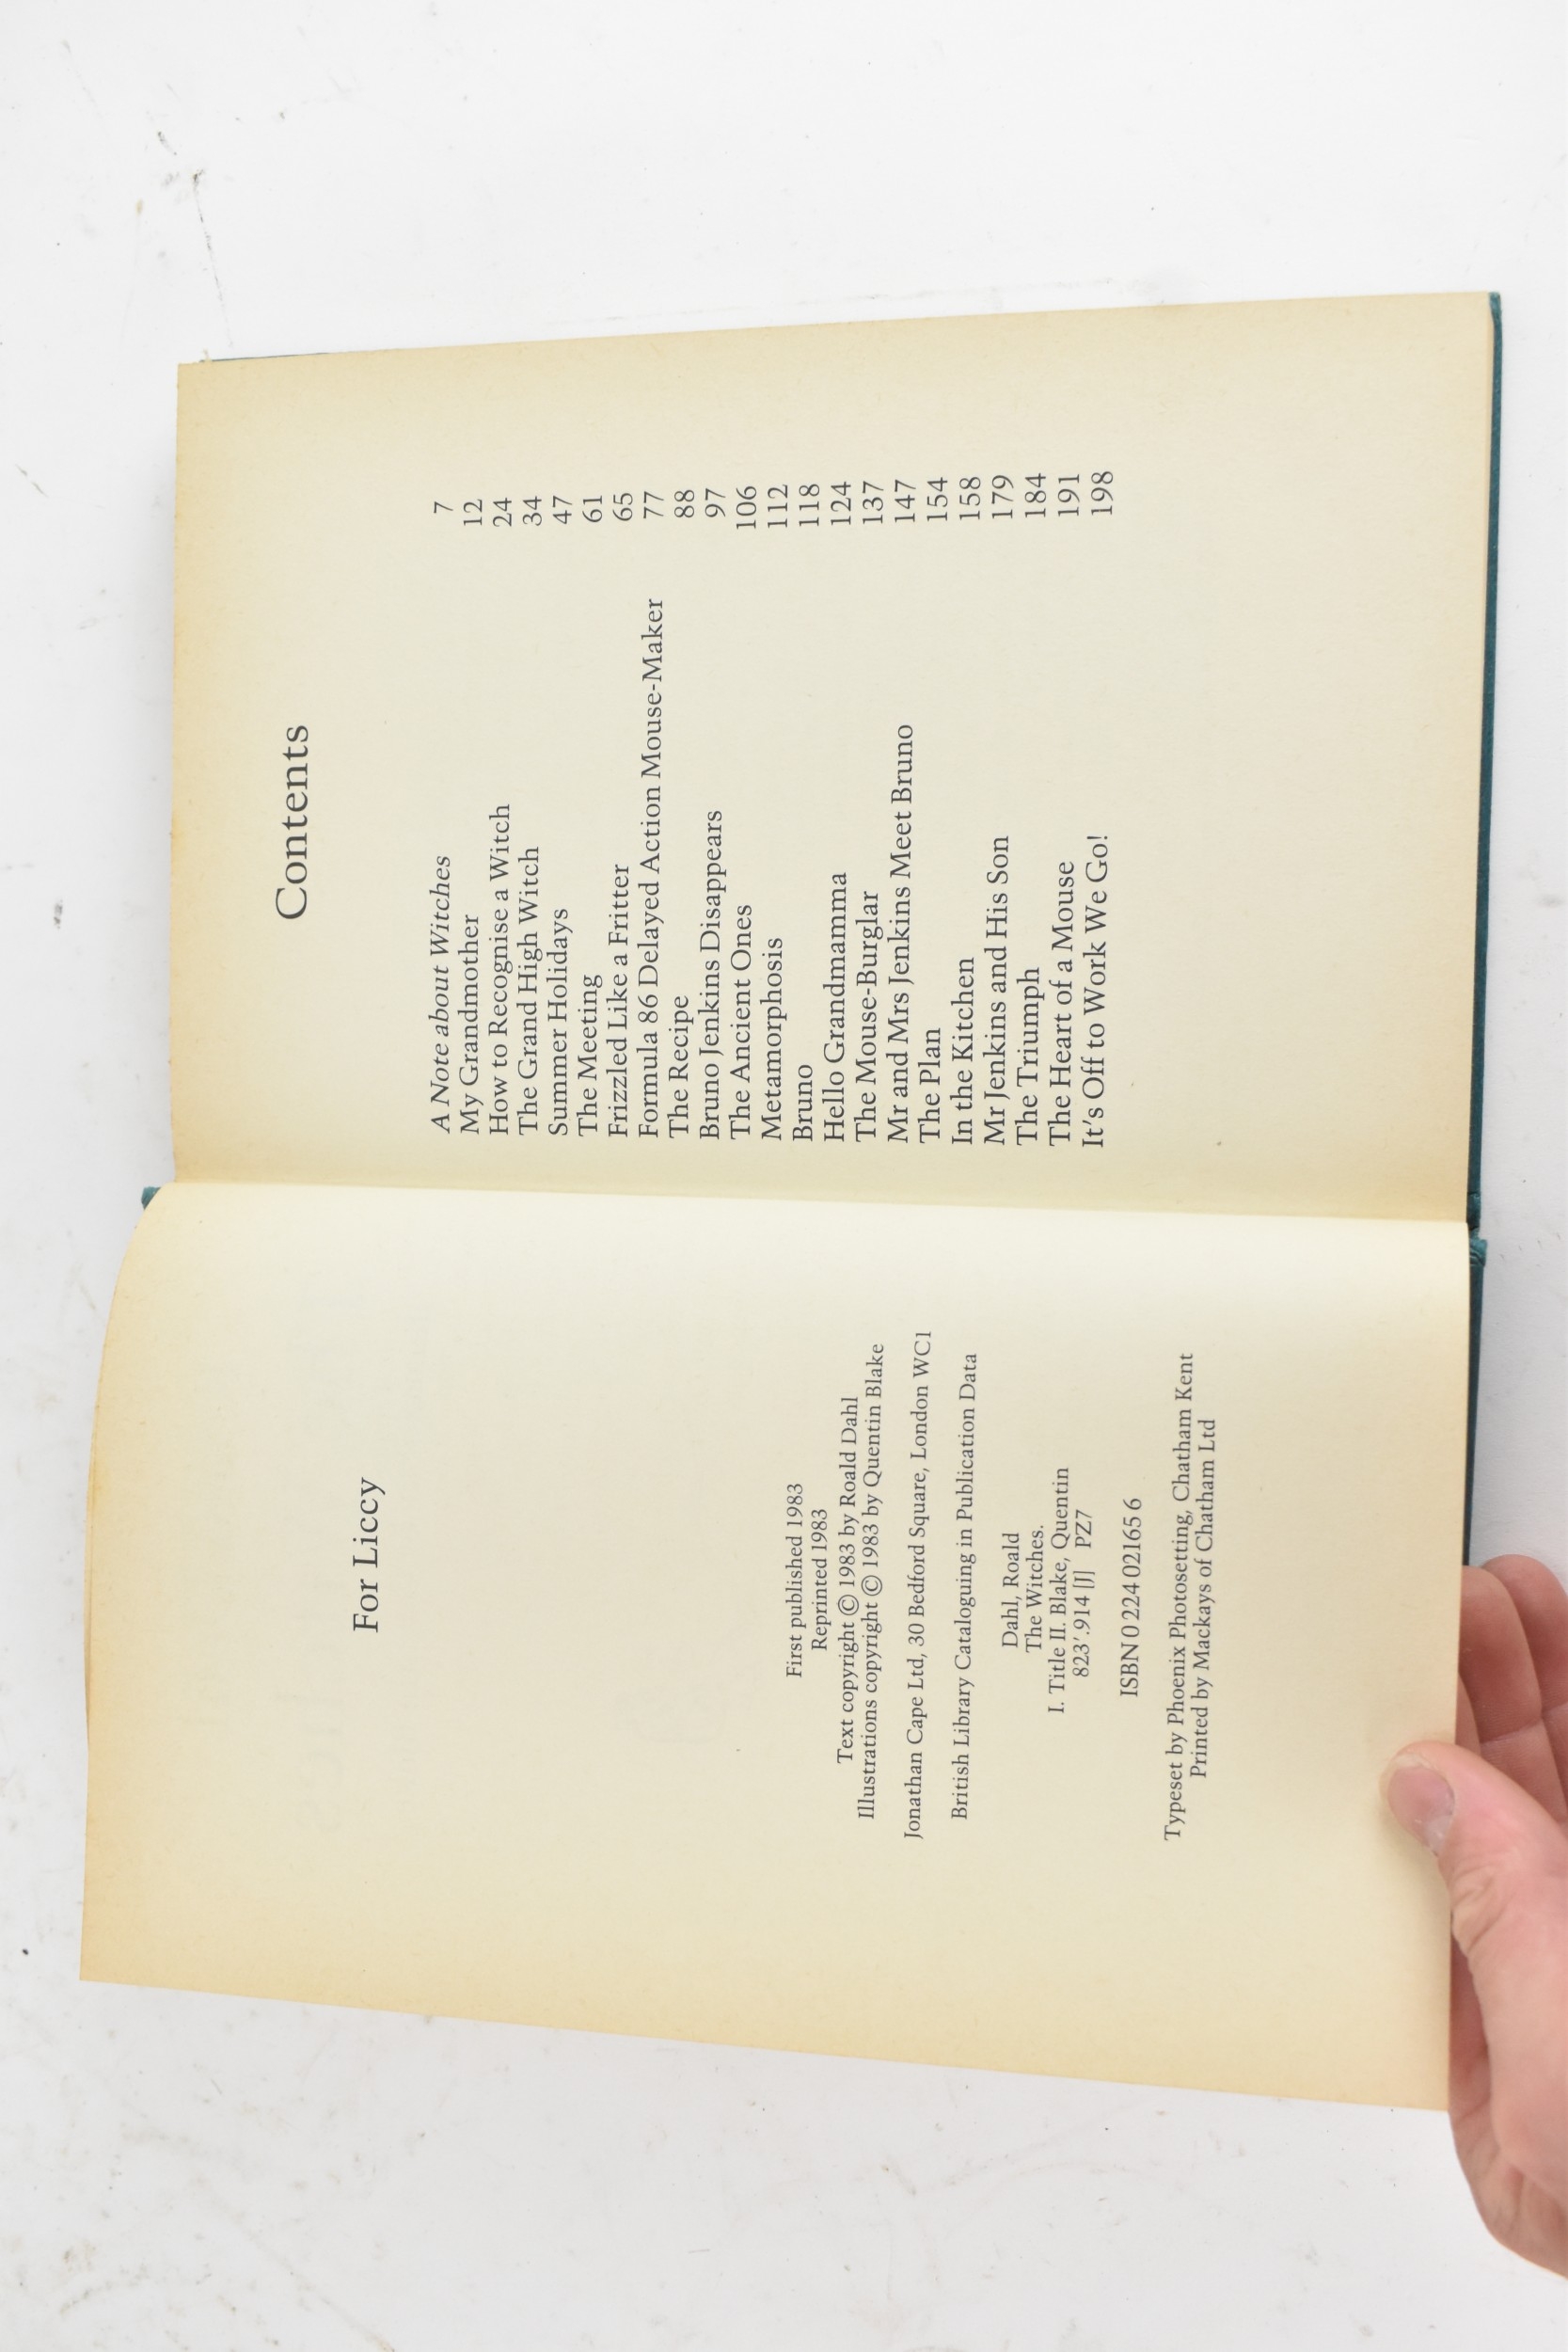 For Liccy
First published 1983
Reprinted 1983
Text copyright © 1983 by Roald Dahl
Illustrations copyright © 1983 by Quentin Blake
Jonathan Cape Ltd, 30 Bedford Square, London WC1
British Library Cataloguing in Publication Data
Dahl, Roald
The Witches.
I. Title II. Blake, Quentin
823'.914 [J] PZ7
ISBN 0 224 02165 6
Typeset by Phoenix Photosetting, Chatham Kent
Printed by Mackays of Chatham Ltd
Contents
A Note about Witches 7
My Grandmother 12
How to Recognise a Witch 24
The Grand High Witch 34
Summer Holidays 47
The Meeting 61
Frizzled Like a Fritter 65
Formula 86 Delayed Action Mouse-Maker 77
The Recipe 88
Bruno Jenkins Disappears 97
The Ancient Ones 106
Metamorphosis 112
Bruno 118
Hello Grandmamma 124
The Mouse-Burglar 137
Mr and Mrs Jenkins Meet Bruno 147
The Plan 154
In the Kitchen 158
Mr Jenkins and His Son 179
The Triumph 184
The Heart of a Mouse 191
It's Off to Work We Go! 198